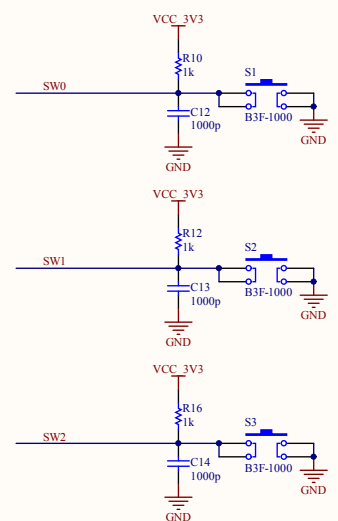 VCC_3V3
R10
1k
S1
SW0
C12
1000p
B3F-1000
GND
GND
VCC_3V3
R12
1k
S2
SW1
C13
1000p
B3F-1000
GND
GND
VCC_3V3
R16
1k
S3
SW2
C14
1000p
B3F-1000
GND
GND